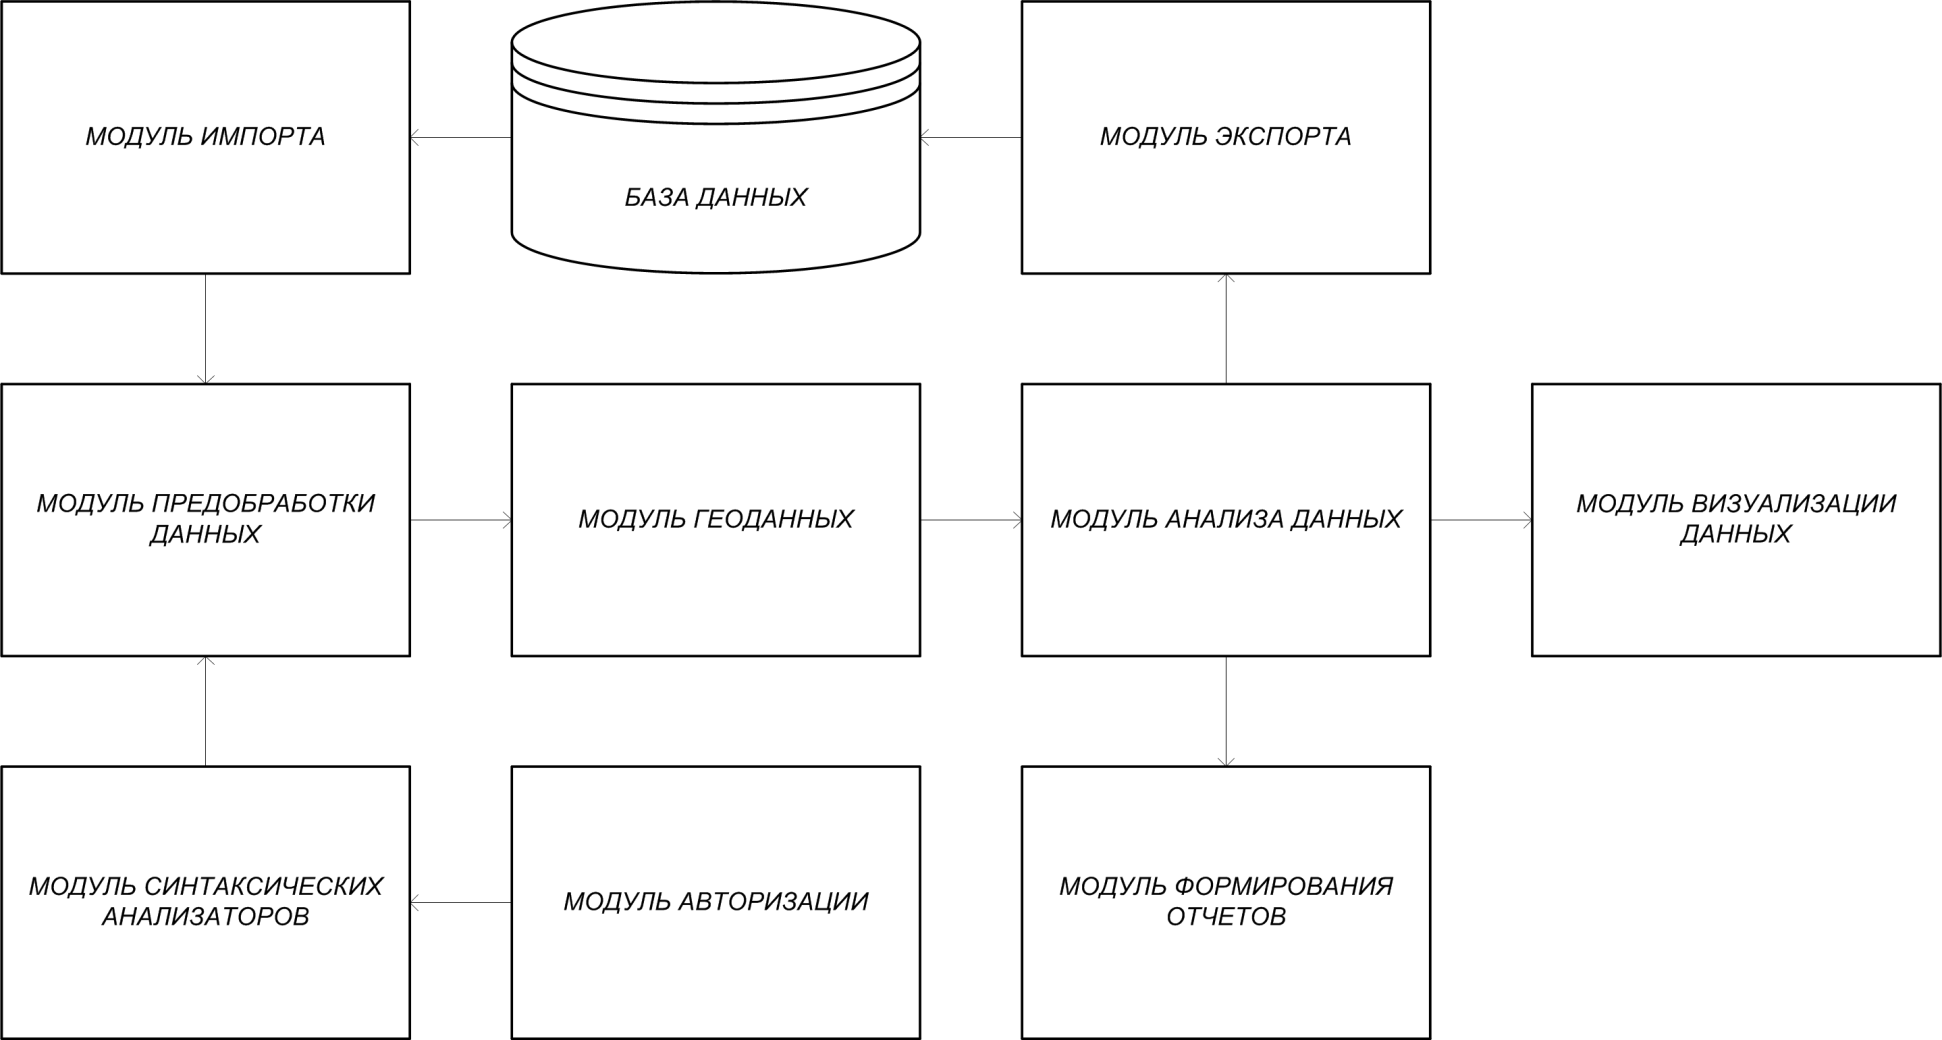 МОДУЛЬ ИМПОРТА
БАЗА ДАННЫХ
МОДУЛЬ ЭКСПОРТА
МОДУЛЬ ПРЕДОБРАБОТКИ
ДАННЫХ
МОДУЛЬ ГЕОДАННЫХ
МОДУЛЬ АНАЛИЗА ДАННЫХ
МОДУЛЬ ВИЗУАЛИЗАЦИИ
ДАННЫХ
МОДУЛЬ СИНТАКСИЧЕСКИХ
АНАЛИЗАТОРОВ
МОДУЛЬ АВТОРИЗАЦИИ
МОДУЛЬ ФОРМИРОВАНИЯ
ОТЧЕТОВ